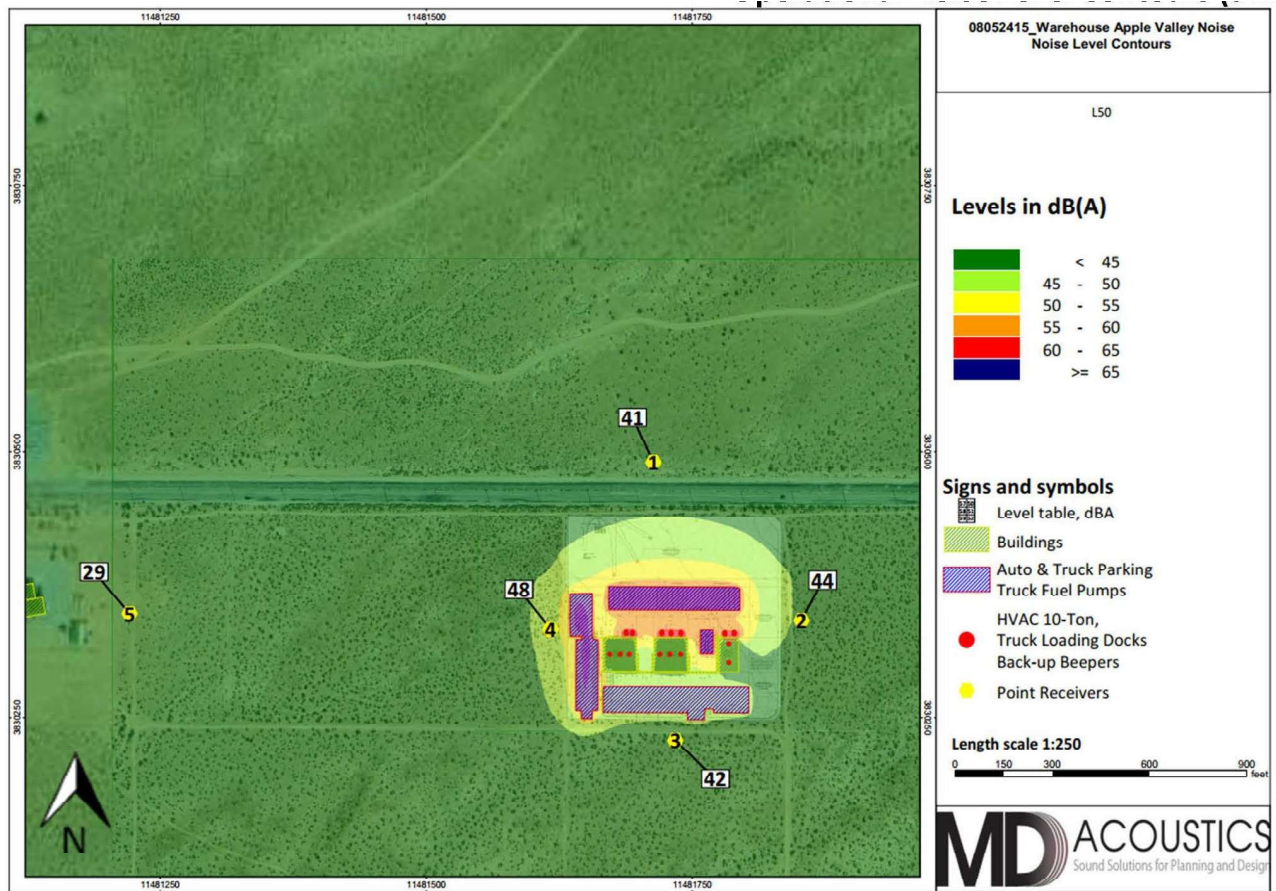 11481250
11481500
11481750
3830750
3830750
41
1
3830500
3830500
29
5
48
4
44
2
3830250
3830250
3
42
N
11481250
11481500
11481750
08052415_Warehouse Apple Valley Noise
Noise Level Contours
L50
Levels in dB(A)
< 45
45 - 50
50 - 55
55 - 60
60 - 65
>= 65
Signs and symbols
Level table, dBA
Buildings
Auto & Truck Parking
Truck Fuel Pumps
HVAC 10-Ton,
Truck Loading Docks
Back-up Beepers
Point Receivers
Length scale 1:250
0 150 300 600 900
foot
MD ACOUSTICS
Sound Solutions for Planning and Design